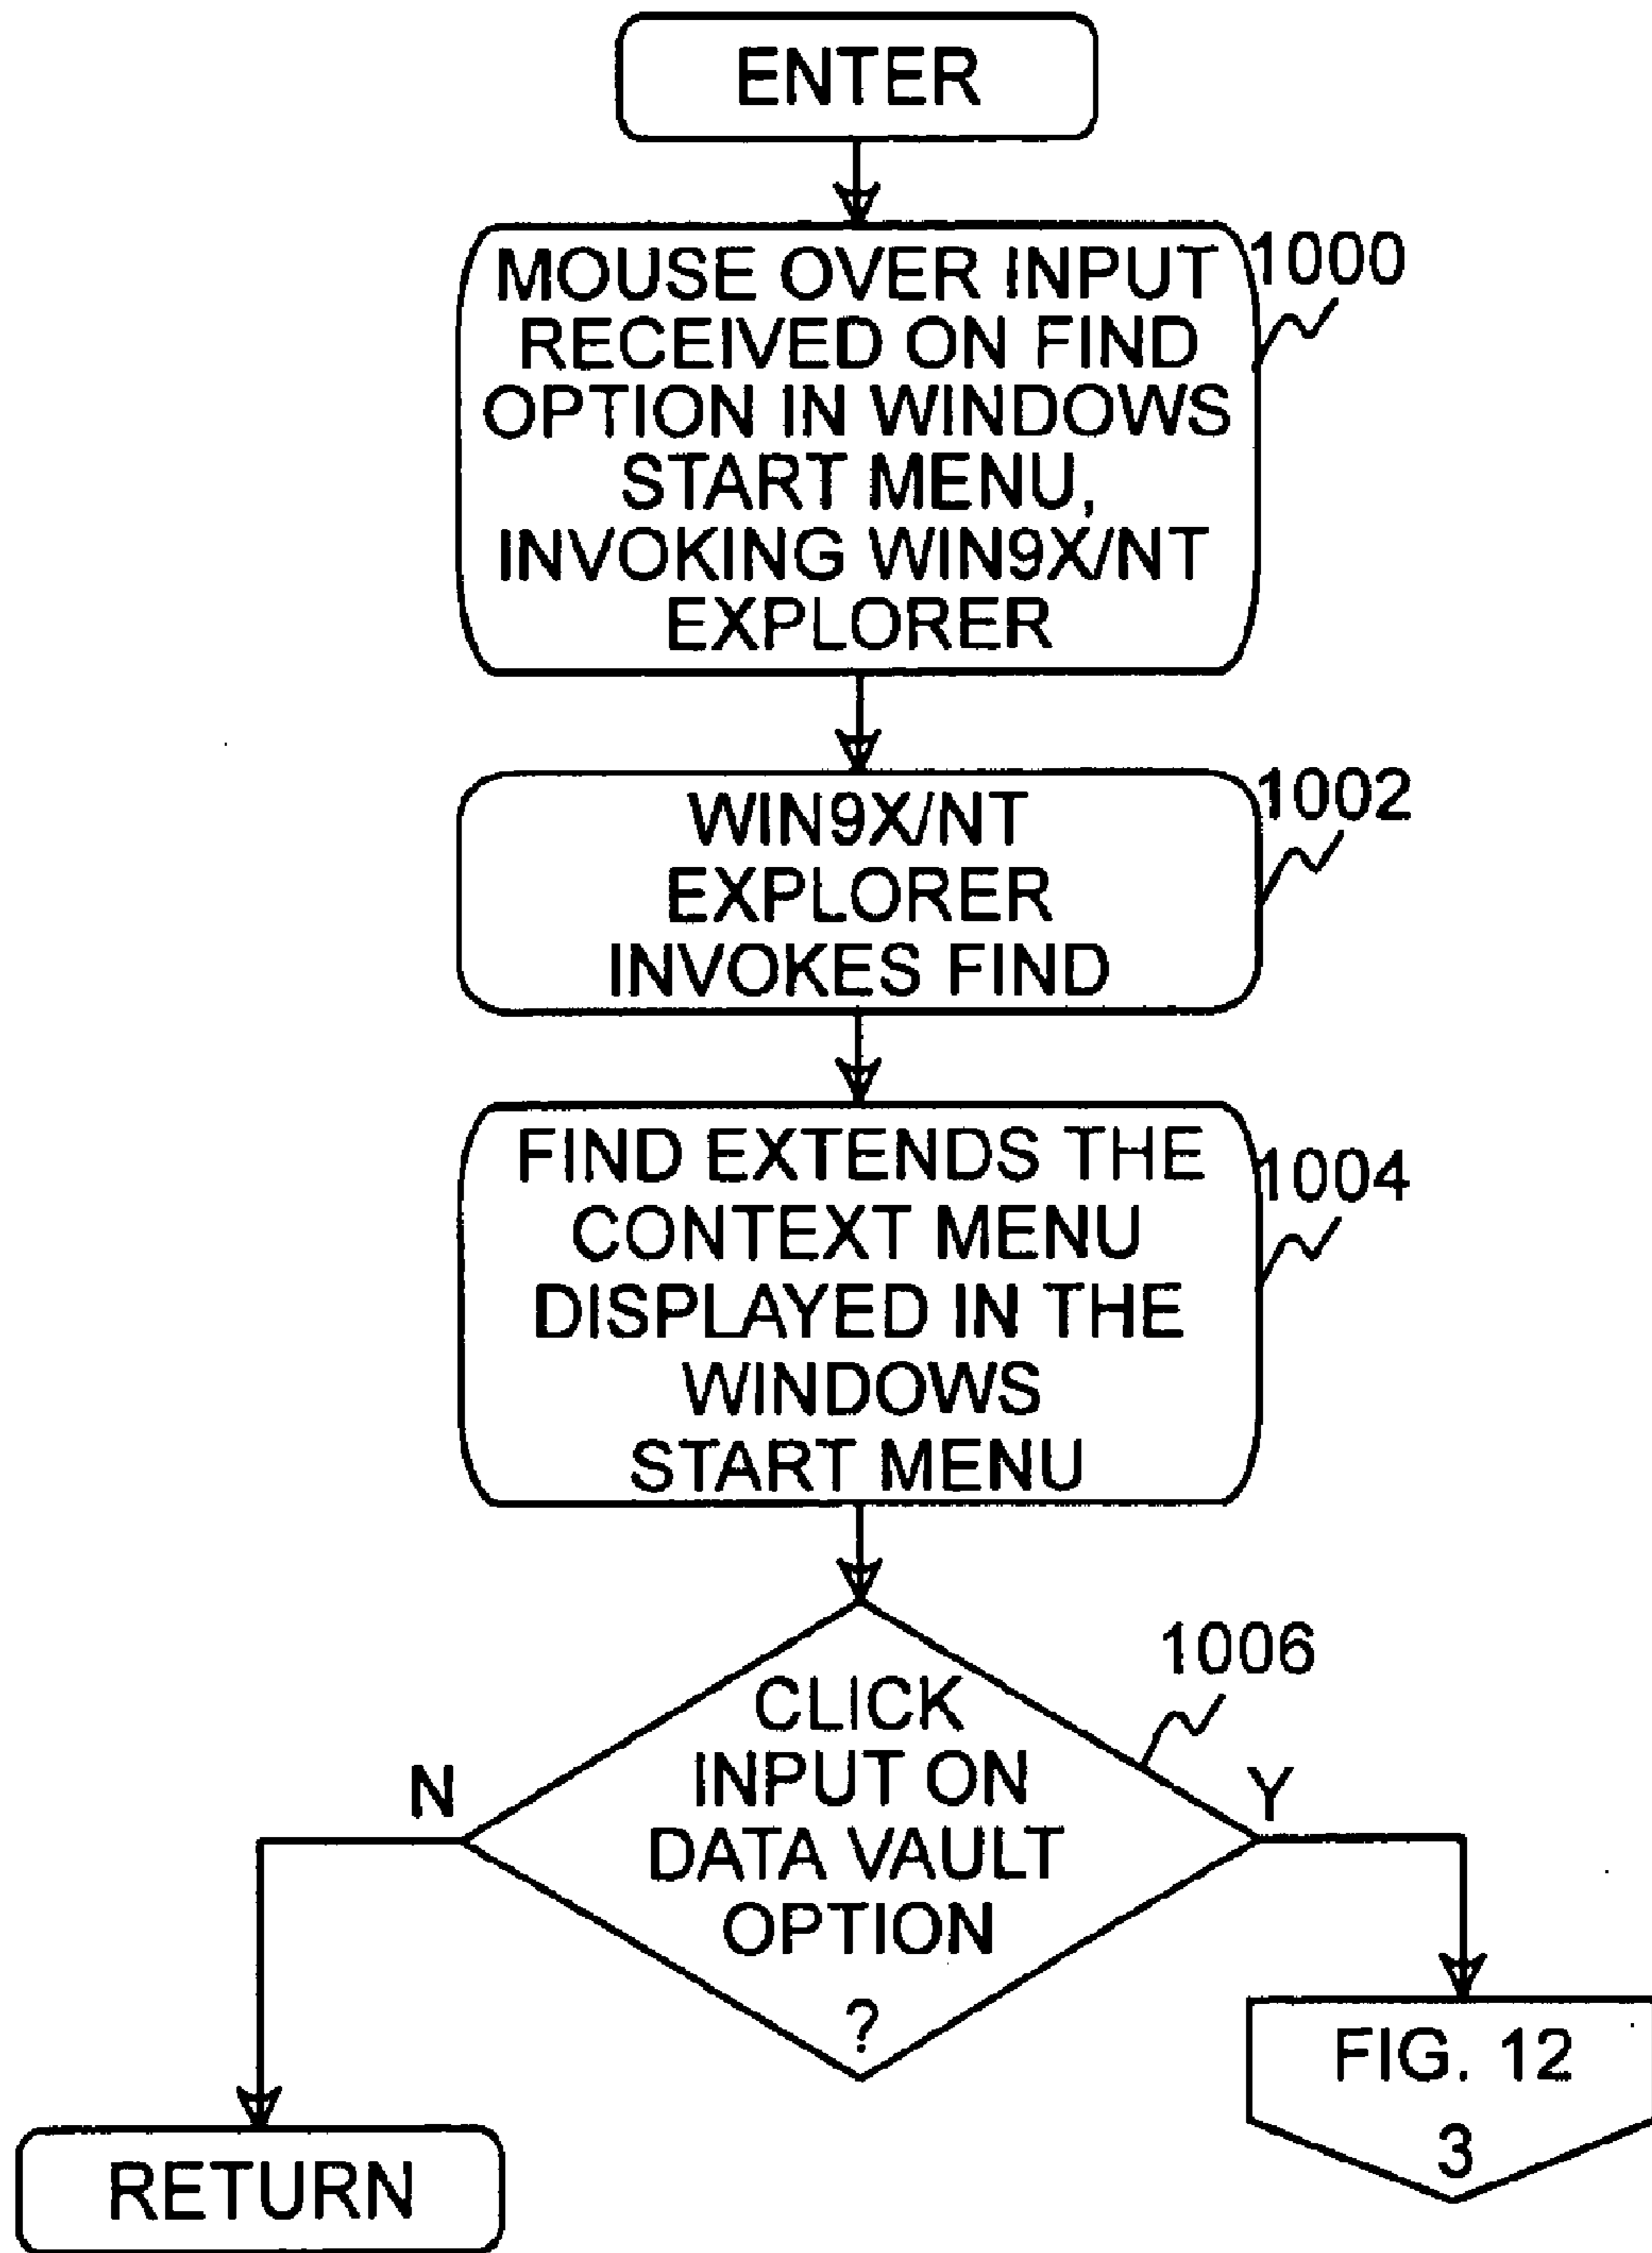 ENTER
MOUSE OVER INPUT
RECEIVED ON FIND
OPTION IN WINDOWS
START MENU,
INVOKING WIN9X/NT
EXPLORER
1000
WIN9X/NT
EXPLORER
INVOKES FIND
1002
FIND EXTENDS THE
CONTEXT MENU
DISPLAYED IN THE
WINDOWS
START MENU
1004
CLICK
INPUT ON
DATA VAULT
OPTION
?
1006
N
Y
RETURN
FIG. 12
3